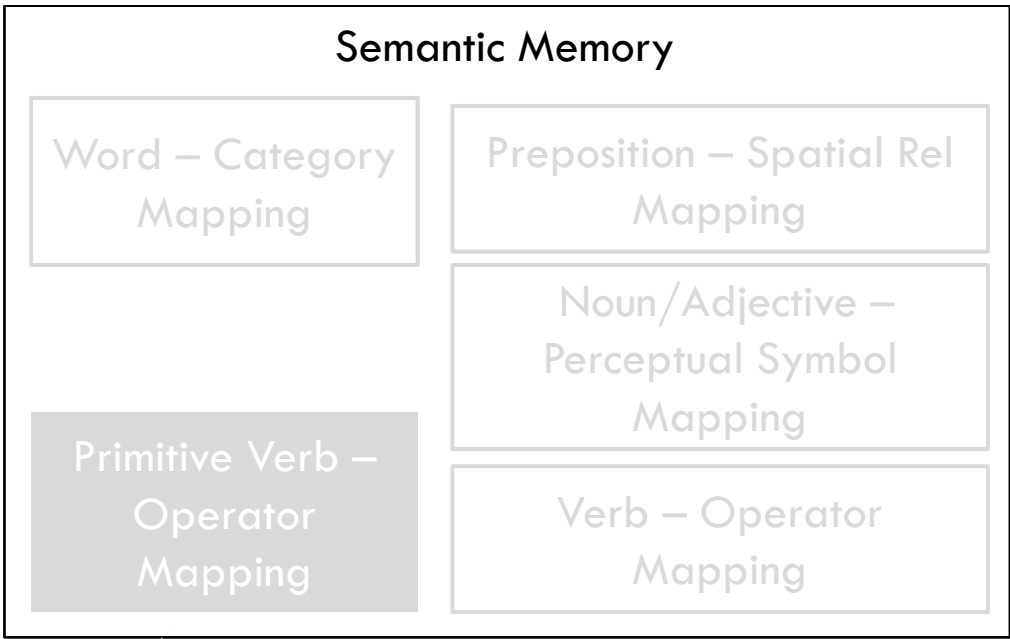 Semantic Memory
Word – Category
Mapping
Preposition – Spatial Rel
Mapping
Noun/Adjective –
Perceptual Symbol
Mapping
Primitive Verb –
Operator
Mapping
Verb – Operator
Mapping